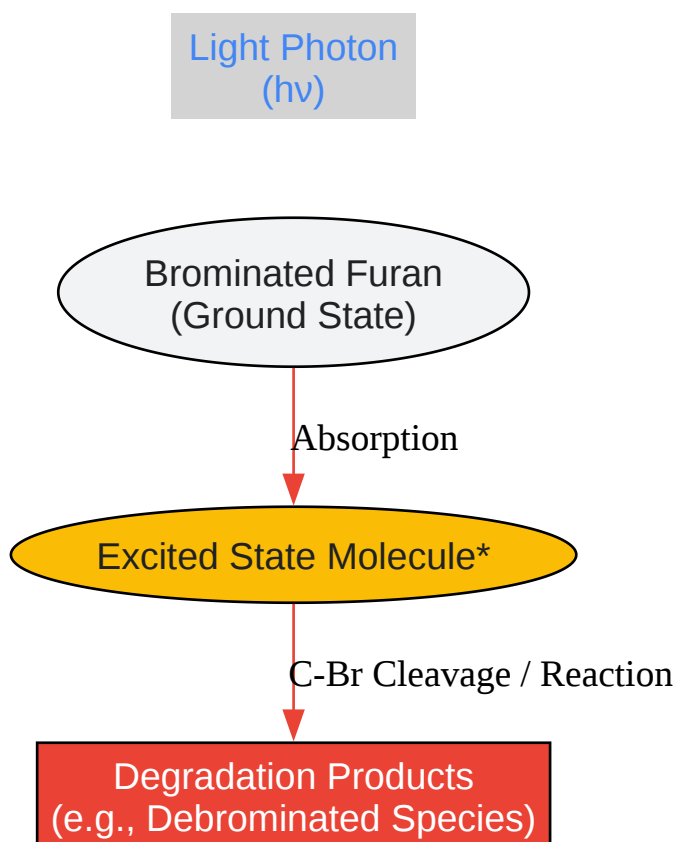 Light Photon
(hν)
Brominated Furan
(Ground State)
Absorption
Excited State Molecule*
C-Br Cleavage / Reaction
Degradation Products
(e.g., Debrominated Species)